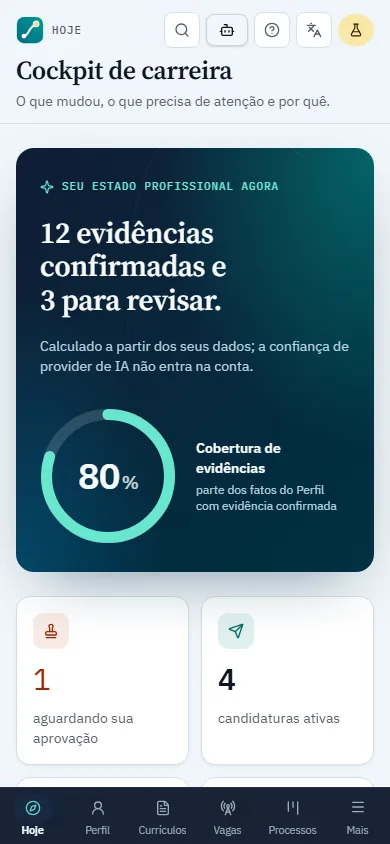 HOJE
Cockpit de carreira
O que mudou, o que precisa de atenção e por quê.
SEU ESTADO PROFISSIONAL AGORA
12 evidências
confirmadas e
3 para revisar.
Calculado a partir dos seus dados; a confiança de
provider de IA não entra na conta.
80%
Cobertura de
evidências
parte dos fatos do Perfil
com evidência confirmada
1
aguardando sua
aprovação
4
candidaturas ativas
Hoje
Perfil
Currículos
Vagas
Processos
Mais